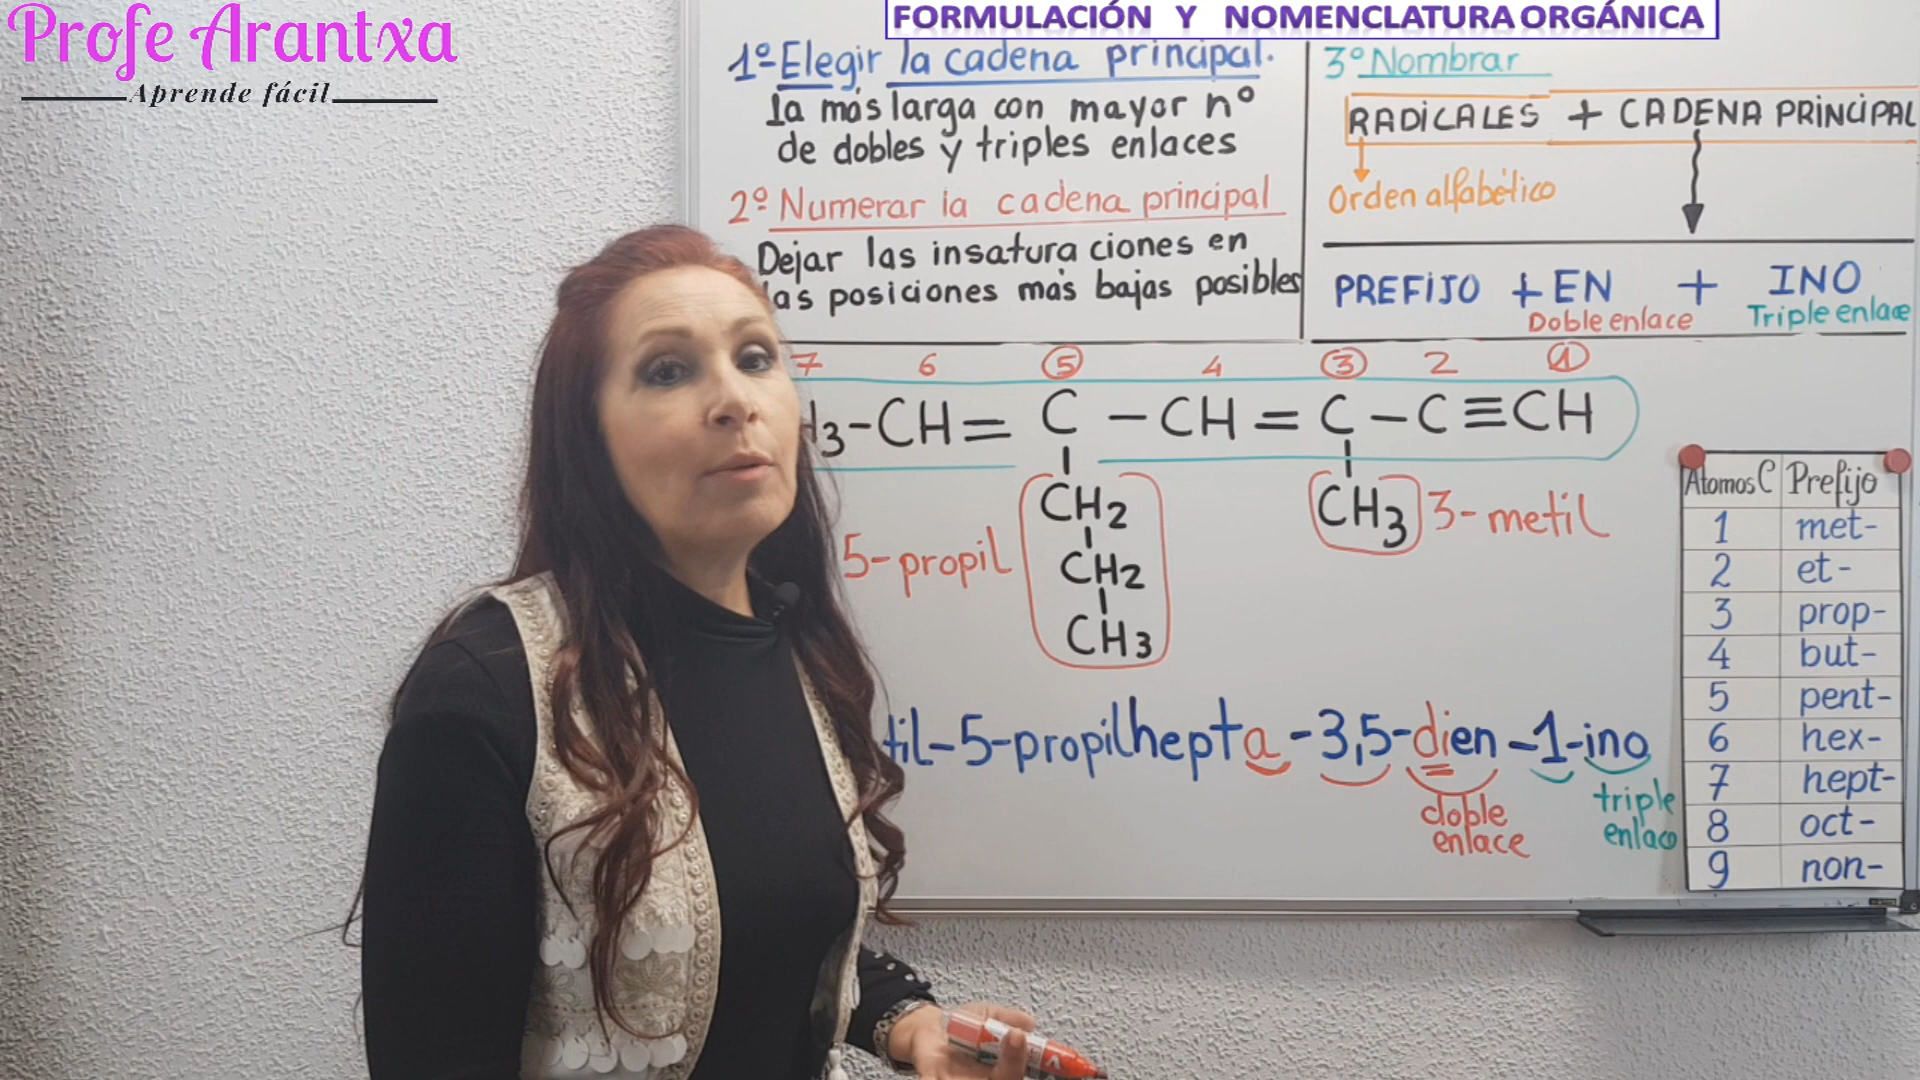 Profe Arantxa
Aprende fácil
FORMULACIÓN Y NOMENCLATURA ORGÁNICA
1º Elegir la cadena principal.
la más larga con mayor nº
de dobles y triples enlaces
2º Numerar la cadena principal
Dejar las insaturaciones en
las posiciones más bajas posibles
3º Nombrar
RADICALES + CADENA PRINCIPAL
Orden alfabético
PREFIJO + EN + INO
Doble enlace Triple enlace
7 6 5 4 3 2 1
H3-CH=C-CH=C-C≡CH
CH2 CH3 3-metil
5-propil CH2
CH3
til-5-propilhepta-3,5-dien-1-ino
doble enlace
triple enlace
Atomos C Prefijo
1 met-
2 et-
3 prop-
4 but-
5 pent-
6 hex-
7 hept-
8 oct-
9 non-